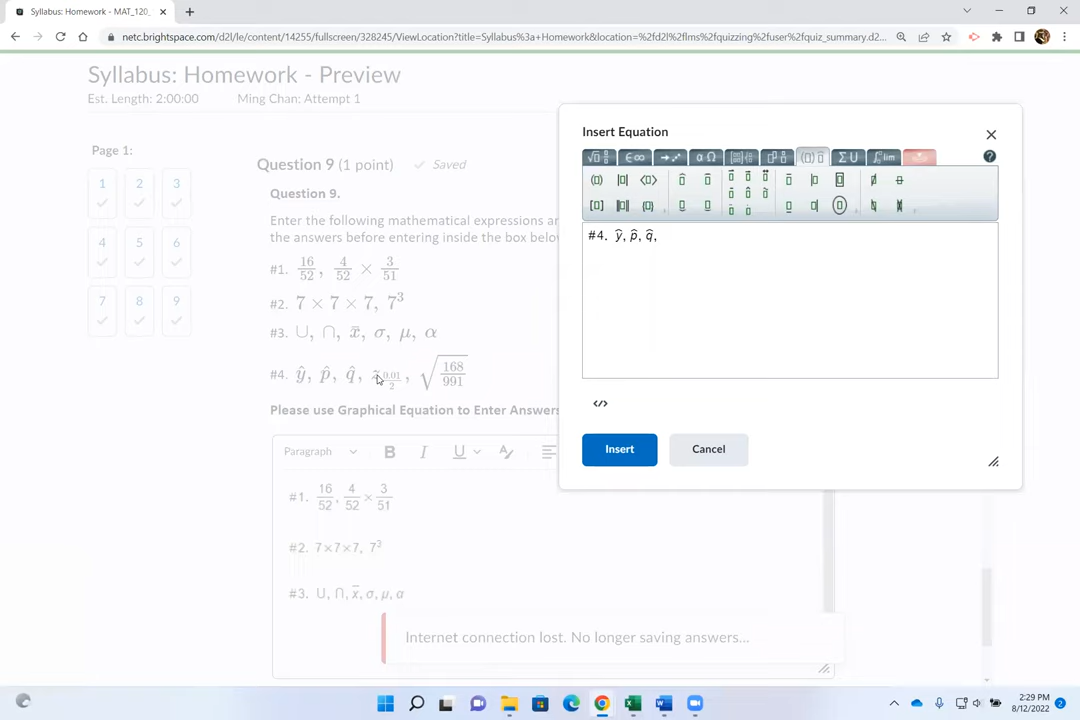 Syllabus: Homework - MAT_120_
netc.brightspace.com/d2l/le/content/14255/fullscreen/328245/ViewLocation?title=Syllabus%3a+Homework&location=%2fd2l%2flms%2fquizzing%2fuser%2fquiz_summary.d2...
Syllabus: Homework - Preview
Est. Length: 2:00:00 Ming Chan: Attempt 1
Page 1:
1 2 3
4 5 6
7 8 9
Question 9 (1 point) Saved
Question 9.
Enter the following mathematical expressions an
the answers before entering inside the box belo
#1. 16/52, 4/52 × 3/51
#2. 7 × 7 × 7, 7³
#3. ∪, ∩, x̄, σ, μ, α
#4. ŷ, p̂, q̂, z_(0.01/2), √(168/991)
Please use Graphical Equation to Enter Answers
Paragraph B I U A
#1. 16/52, 4/52 × 3/51
#2. 7×7×7, 7³
#3. ∪, ∩, x̄, σ, μ, α
Insert Equation
#4. ŷ, p̂, q̂,
</>
Insert Cancel
Internet connection lost. No longer saving answers...
2:29 PM
8/12/2022
2